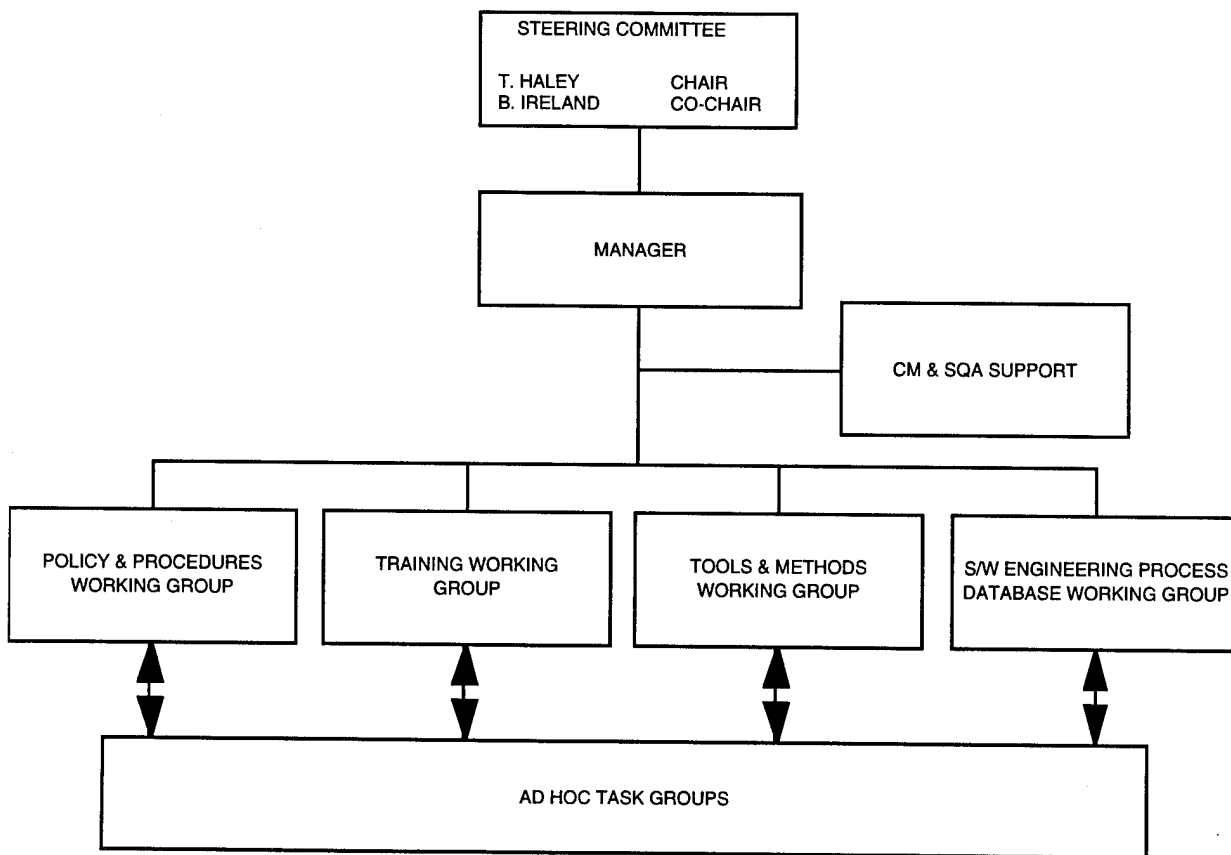 STEERING COMMITTEE
T. HALEY CHAIR
B. IRELAND CO-CHAIR
MANAGER
CM & SQA SUPPORT
POLICY & PROCEDURES
WORKING GROUP
TRAINING WORKING
GROUP
TOOLS & METHODS
WORKING GROUP
S/W ENGINEERING PROCESS
DATABASE WORKING GROUP
AD HOC TASK GROUPS